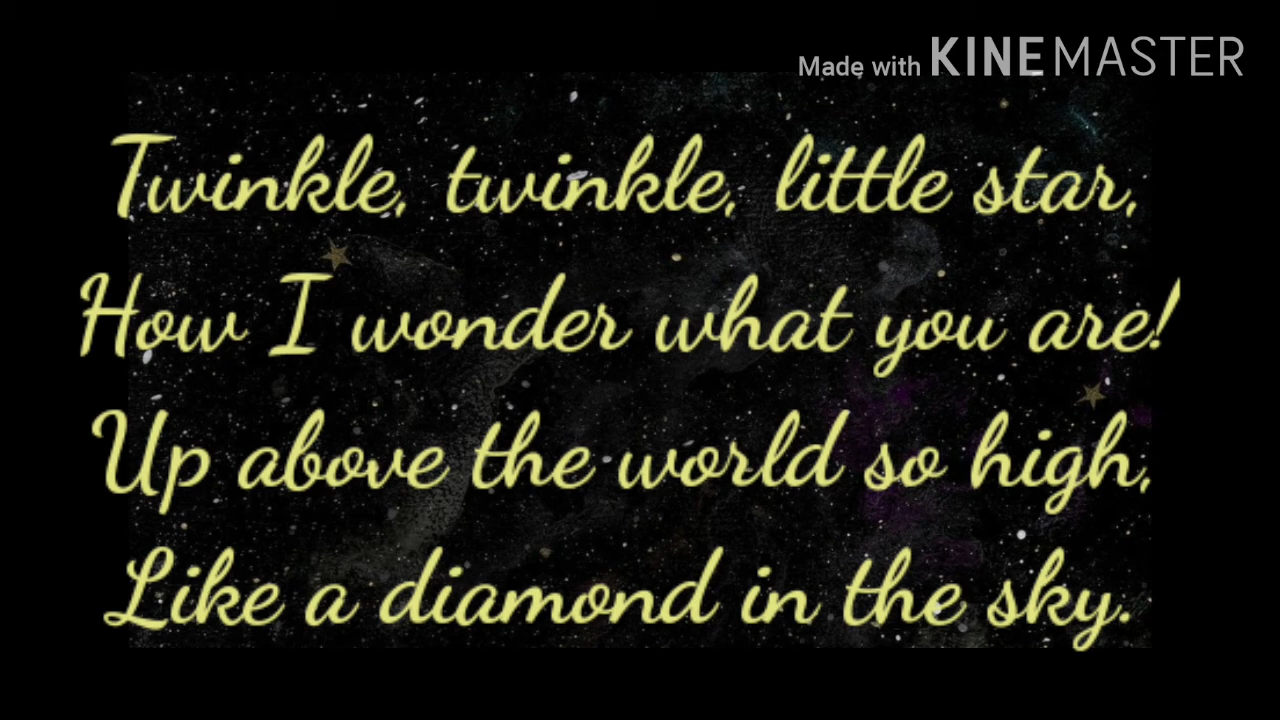 Made with KINEMASTER
Twinkle, twinkle, little star,
How I wonder what you are!
Up above the world so high,
Like a diamond in the sky.